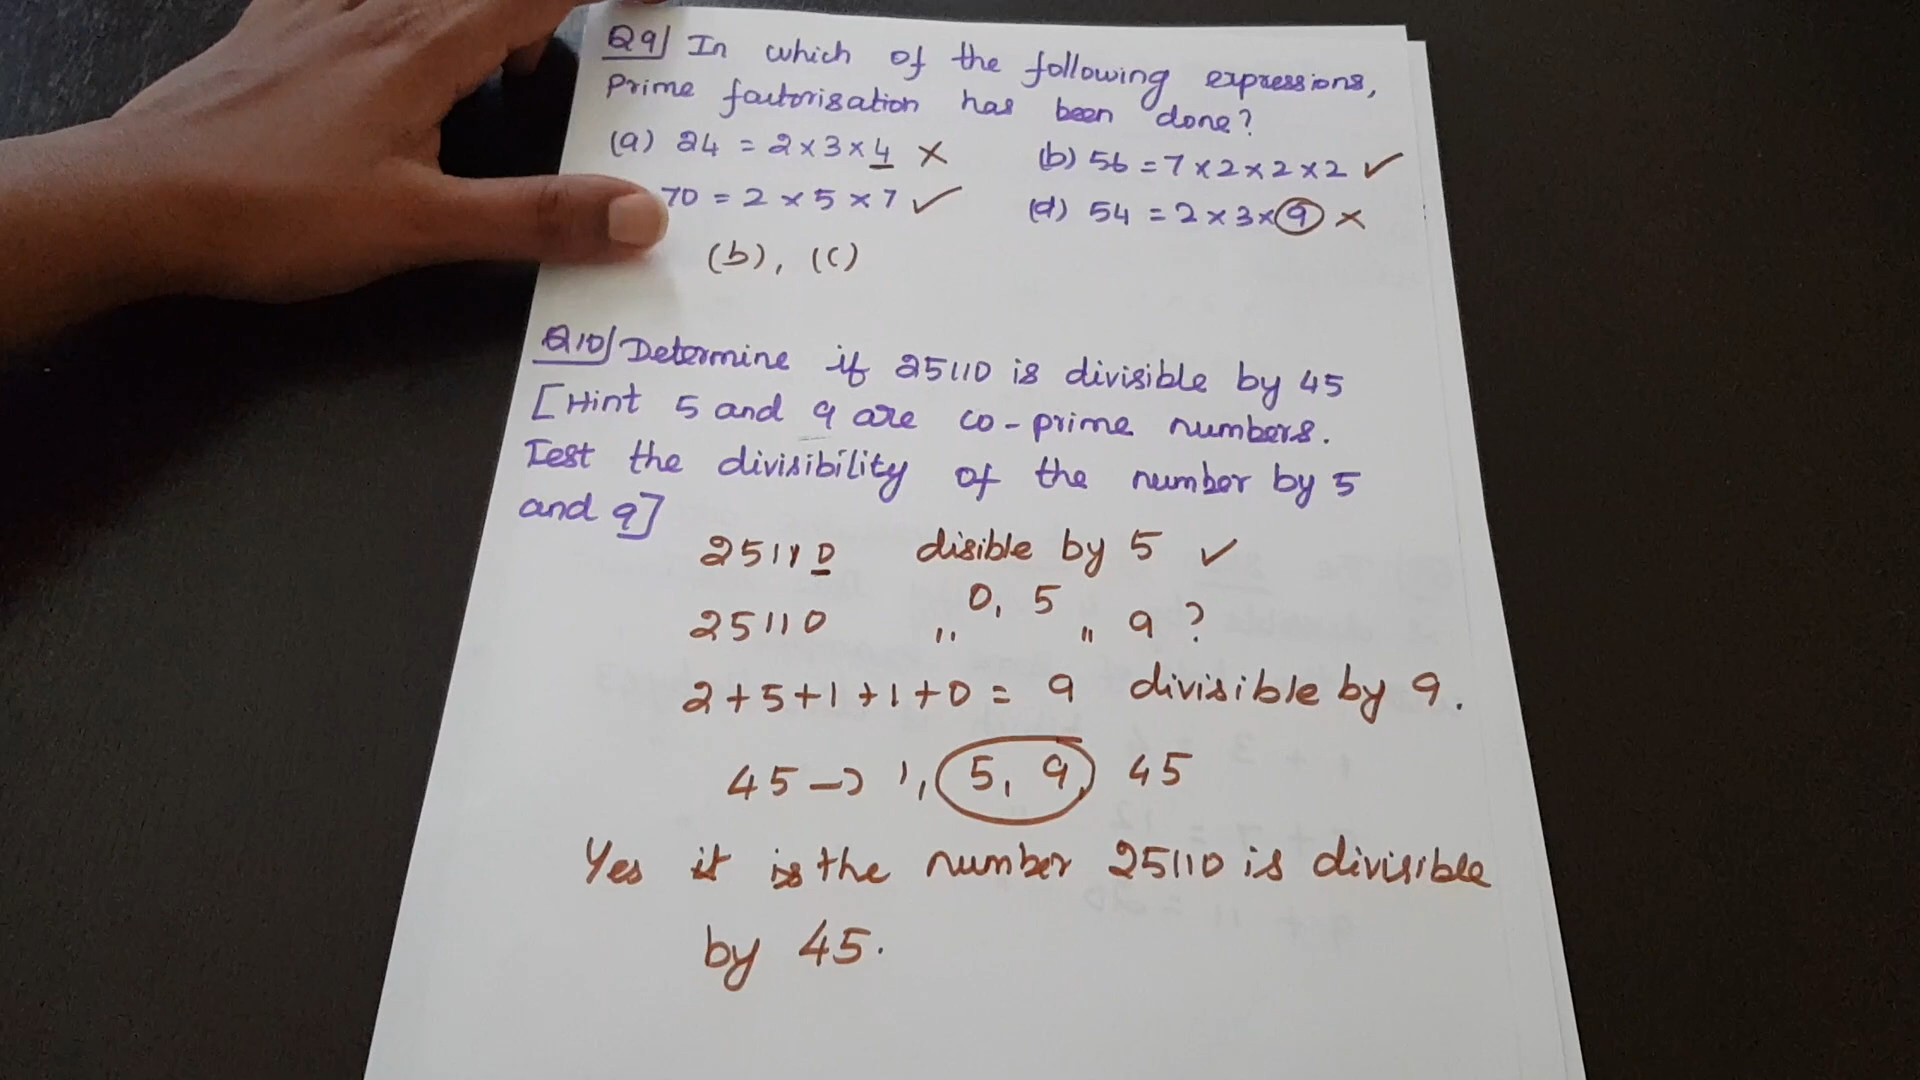 Q9/ In which of the following expressions,
Prime factorisation has been done?
(a) 24 = 2 x 3 x 4 ✗ (b) 56 = 7 x 2 x 2 x 2 ✓
70 = 2 x 5 x 7 ✓ (d) 54 = 2 x 3 x 9 ✗
(b), (c)
Q10/ Determine if 25110 is divisible by 45
[Hint 5 and 9 are co-prime numbers.
Test the divisibility of the number by 5
and 9]
25110 disible by 5 ✓
0, 5
25110 " " 9 ?
2+5+1+1+0 = 9 divisible by 9.
45 → 1, 5, 9, 45
Yes it is the number 25110 is divisible
by 45.